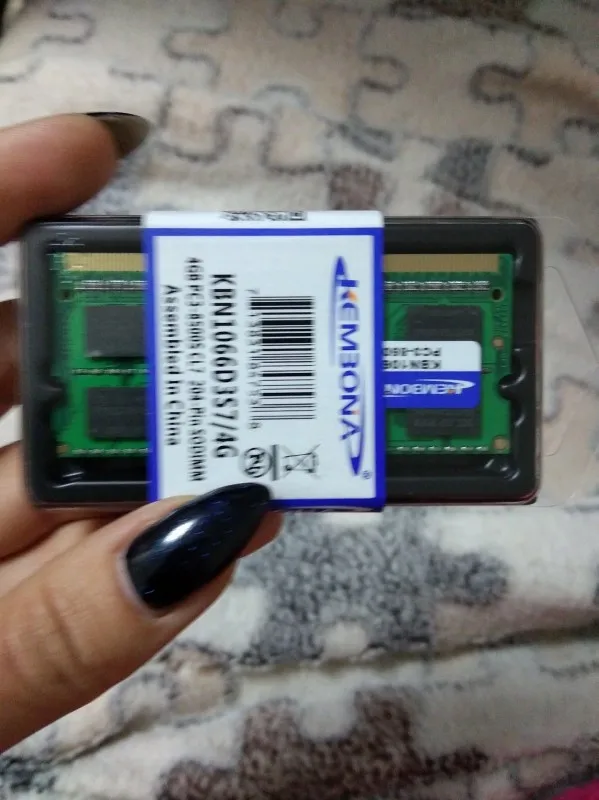 KEMBONA®
KBN1066D3S7/4G
4GB PC3-8500S CL7 204-Pin SODIMM
Assembled In China
KEMBONA